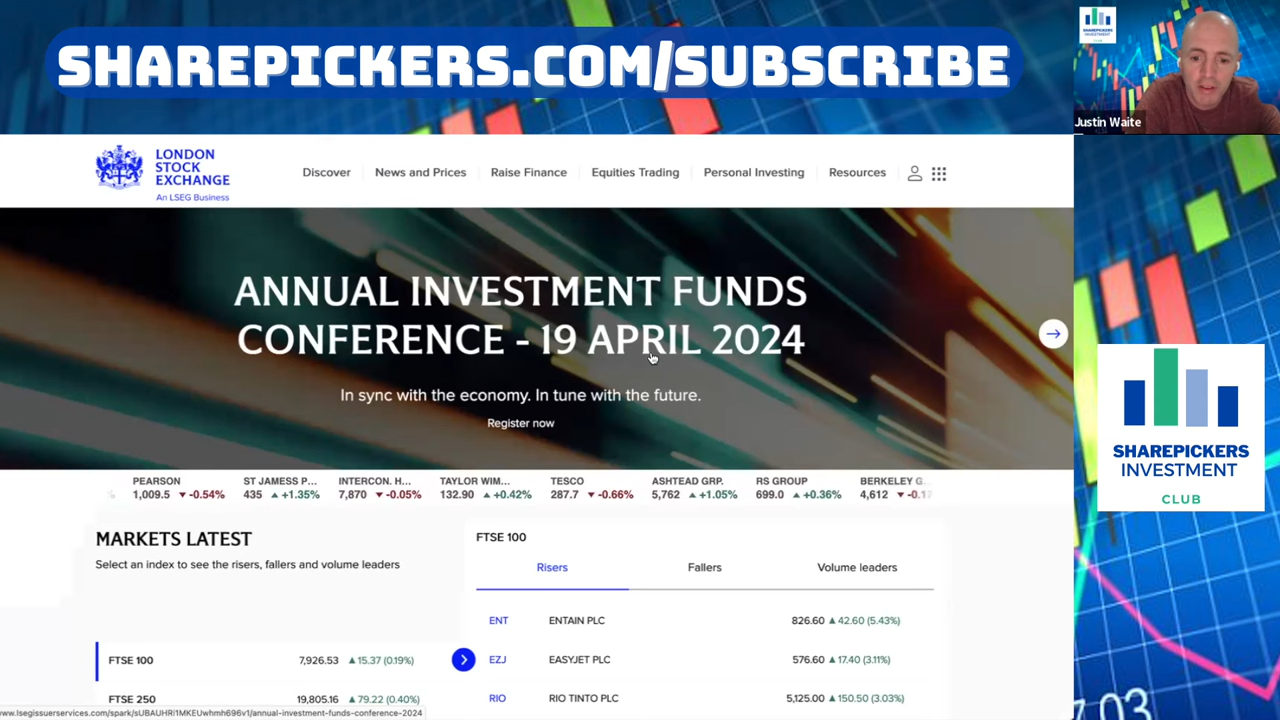 SHAREPICKERS.COM/SUBSCRIBE
SHAREPICKERS
INVESTMENT
CLUB
Justin Waite
LONDON
STOCK
EXCHANGE
An LSEG Business
Discover
News and Prices
Raise Finance
Equities Trading
Personal Investing
Resources
ANNUAL INVESTMENT FUNDS
CONFERENCE - 19 APRIL 2024
In sync with the economy. In tune with the future.
Register now
PEARSON
1,009.5 ▼ -0.54%
ST JAMESS P...
435 ▲ +1.35%
INTERCON. H...
7,870 ▼ -0.05%
TAYLOR WIM...
132.90 ▲ +0.42%
TESCO
287.7 ▼ -0.66%
ASHTEAD GRP.
5,762 ▲ +1.05%
RS GROUP
699.0 ▲ +0.36%
BERKELEY G...
4,612 ▼ -0.1
MARKETS LATEST
Select an index to see the risers, fallers and volume leaders
FTSE 100 7,926.53 ▲ 15.37 (0.19%)
FTSE 250 19,805.16 ▲ 79.22 (0.40%)
FTSE 100
Risers Fallers Volume leaders
ENT ENTAIN PLC 826.60 ▲ 42.60 (5.43%)
EZJ EASYJET PLC 576.60 ▲ 17.40 (3.11%)
RIO RIO TINTO PLC 5,125.00 ▲ 150.50 (3.03%)
SHAREPICKERS
INVESTMENT
CLUB